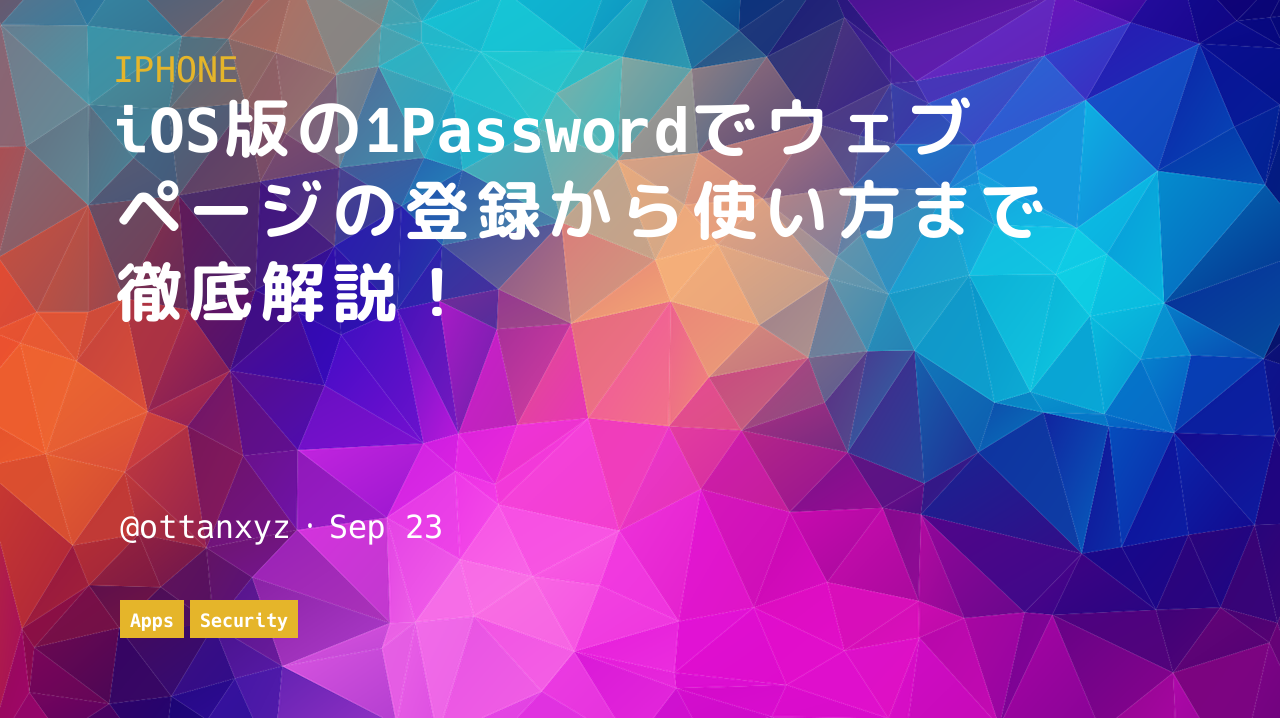 IPHONE
iOS版の1Passwordでウェブ
ページの登録から使い方まで
徹底解説！
@ottanxyz・Sep 23
Apps Security